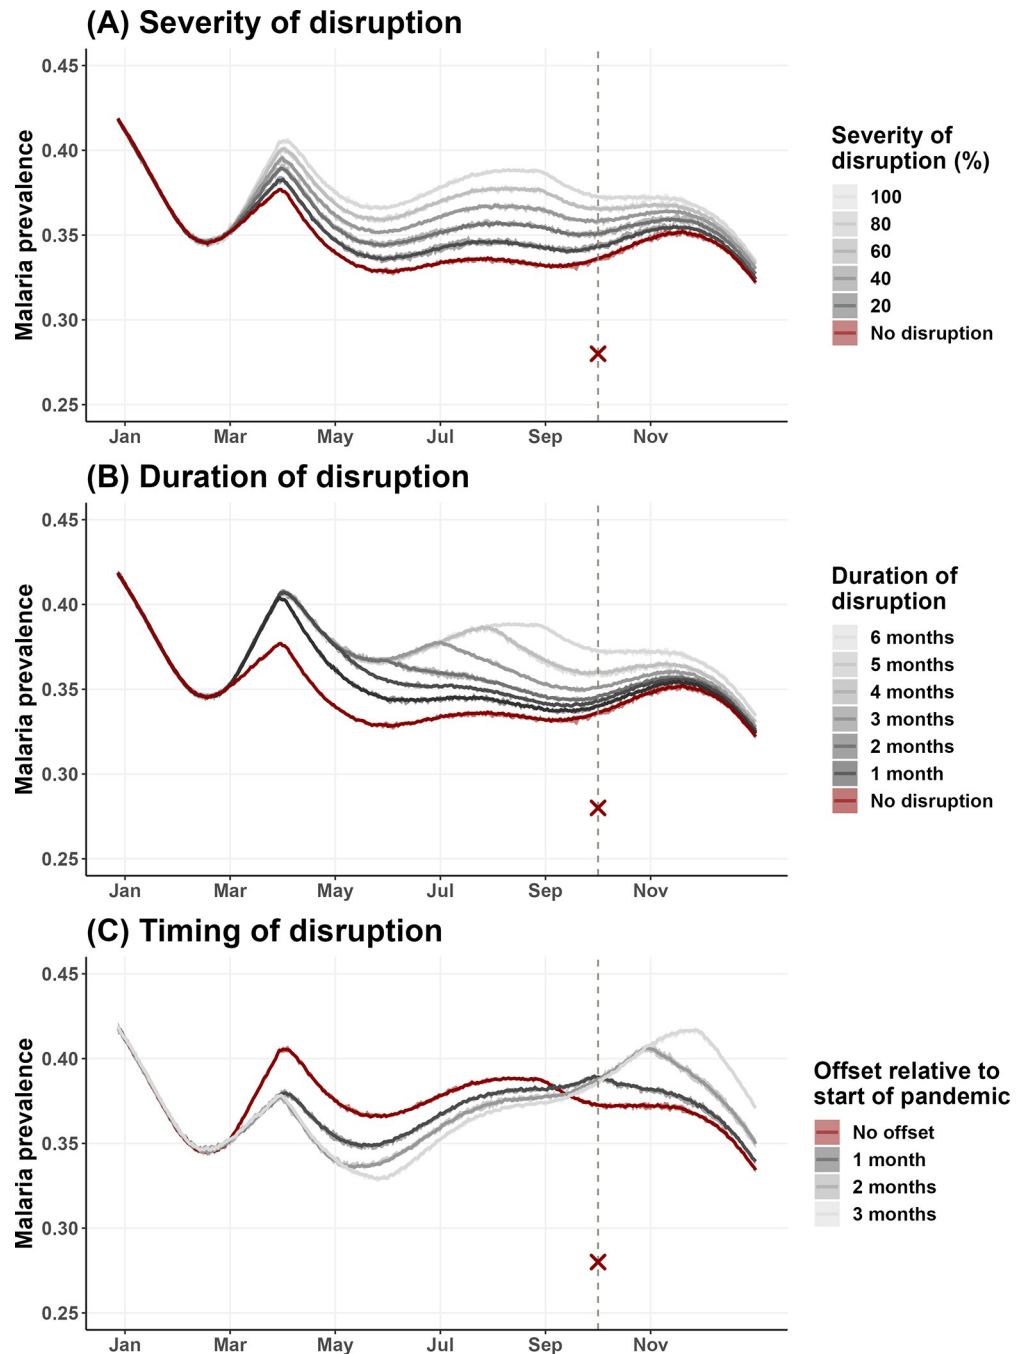 (A) Severity of disruption
Malaria prevalence
0.45
0.40
0.35
0.30
0.25
Jan Mar May Jul Sep Nov
Severity of
disruption (%)
100
80
60
40
20
No disruption
(B) Duration of disruption
Malaria prevalence
0.45
0.40
0.35
0.30
0.25
Jan Mar May Jul Sep Nov
Duration of
disruption
6 months
5 months
4 months
3 months
2 months
1 month
No disruption
(C) Timing of disruption
Malaria prevalence
0.45
0.40
0.35
0.30
0.25
Jan Mar May Jul Sep Nov
Offset relative to
start of pandemic
No offset
1 month
2 months
3 months